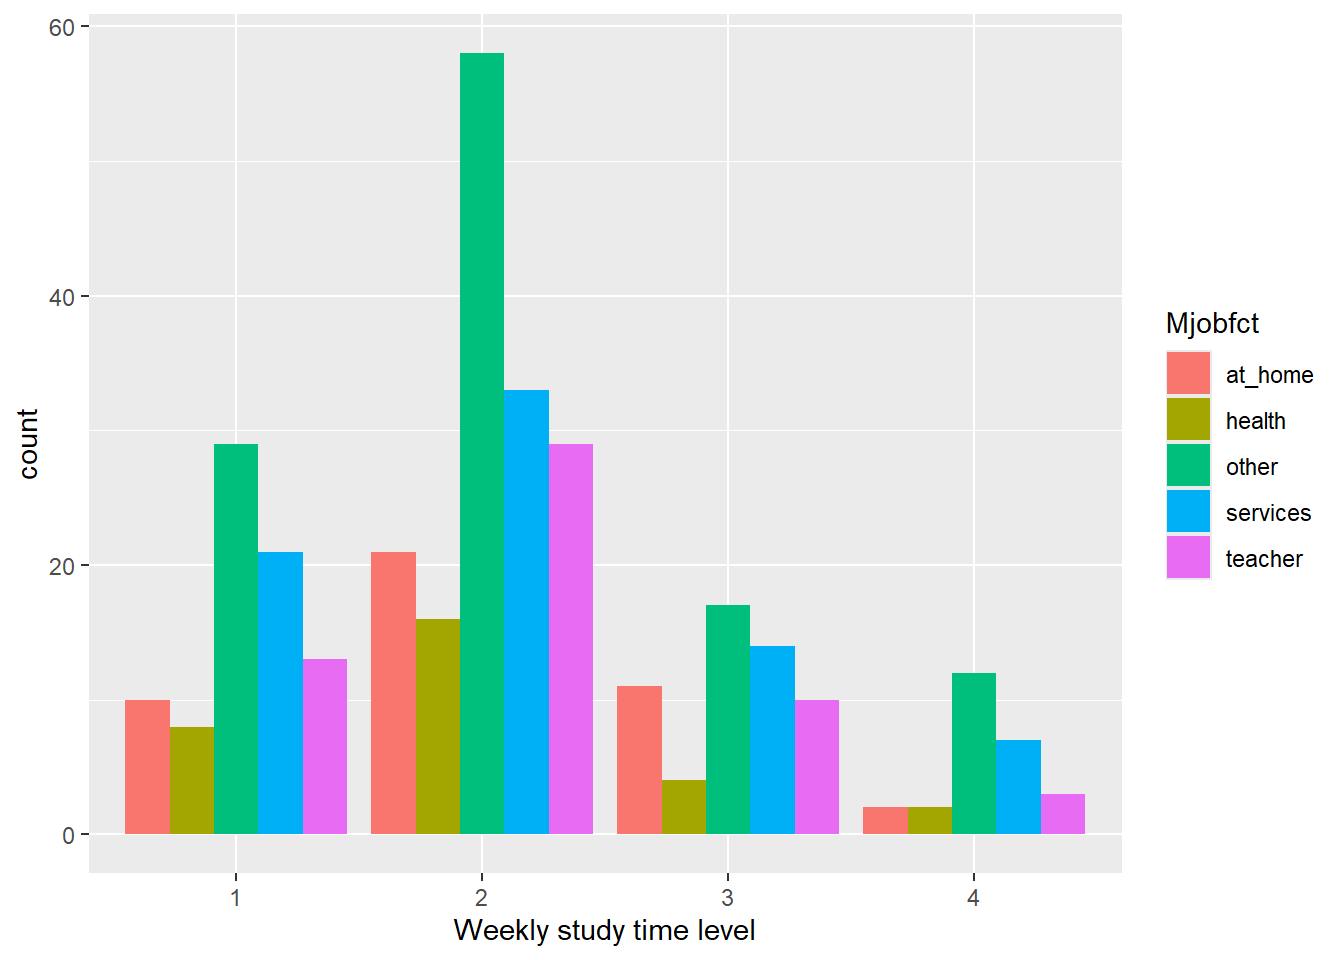 60
40
20
0
count
1 2 3 4
Weekly study time level
Mjobfct
at_home
health
other
services
teacher